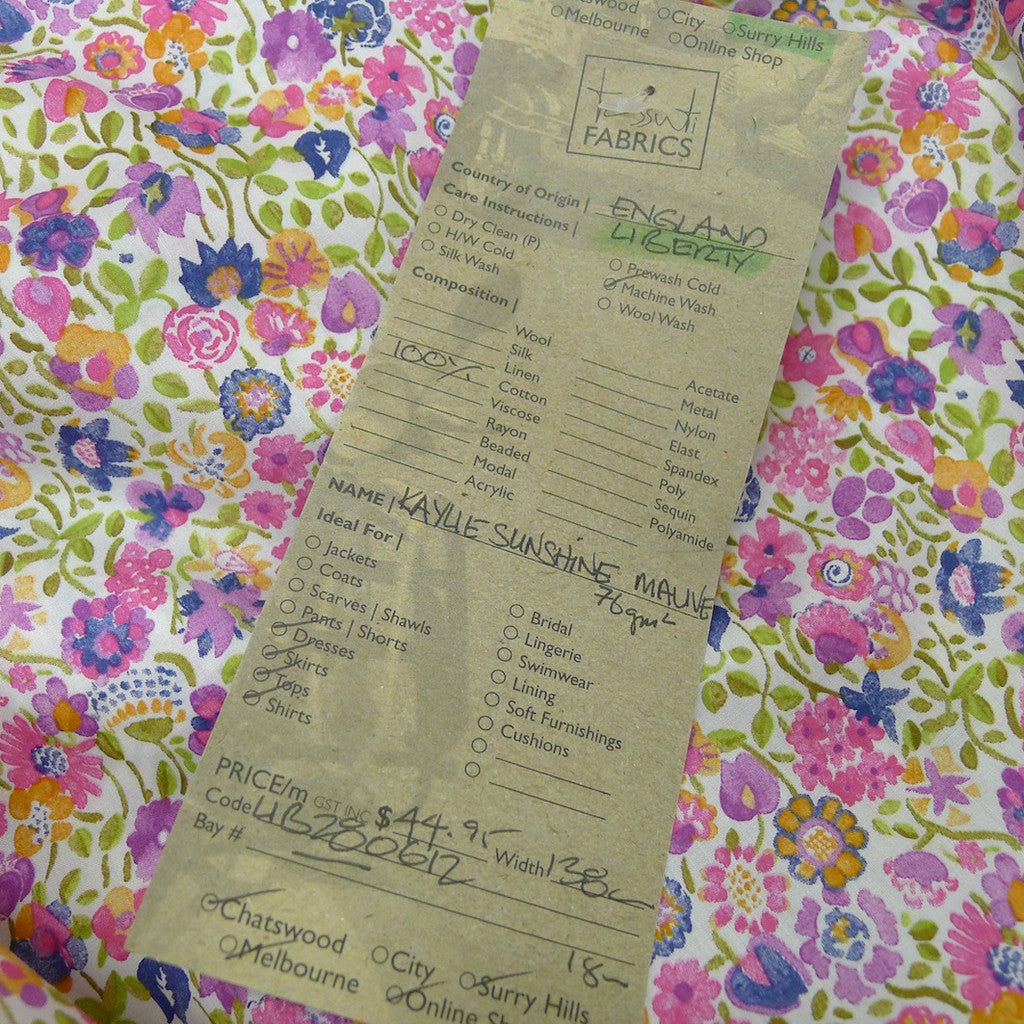 swood ○City ○Surry Hills
○Melbourne ○Online Shop
tessuti
FABRICS
Country of Origin | ENGLAND
LIBERTY
Care Instructions |
○ Dry Clean (P)
○ H/W Cold
○ Silk Wash
○ Prewash Cold
○ Machine Wash
○ Wool Wash
Composition |
Wool
Silk
Linen
100% Cotton
Viscose
Rayon
Beaded
Modal
Acrylic
Acetate
Metal
Nylon
Elast
Spandex
Poly
Sequin
Polyamide
NAME | KAYLIE SUNSHINE MAUVE
76gm²
Ideal For |
○ Jackets
○ Coats
○ Scarves | Shawls
○ Pants | Shorts
○ Dresses
○ Skirts
○ Tops
○ Shirts
○ Bridal
○ Lingerie
○ Swimwear
○ Lining
○ Soft Furnishings
○ Cushions
○
○
PRICE/m GST INC $44.95
Code LIB200612 Width 138c
Bay #
18-
○Chatswood ○City ○Surry Hills
○Melbourne ○Online Sh